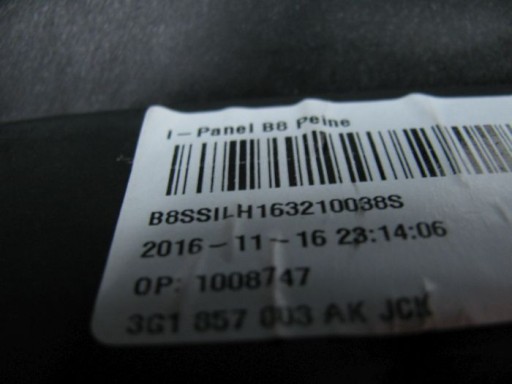 I-Panel B8 Peine
B8SSILH163210038S
2016-11-16 23:14:06
OP: 1008747
3G1 857 003 AK JCK